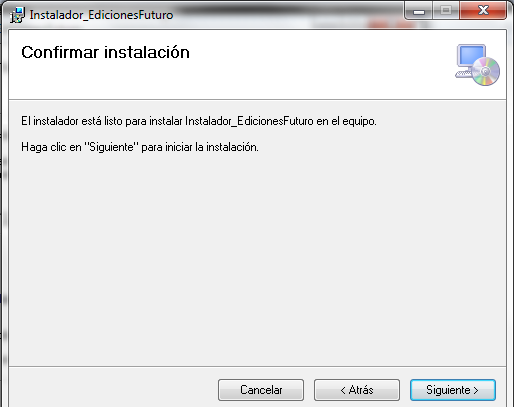 Instalador_EdicionesFuturo
Confirmar instalación
El instalador está listo para instalar Instalador_EdicionesFuturo en el equipo.
Haga clic en "Siguiente" para iniciar la instalación.
Cancelar
< Atrás
Siguiente >